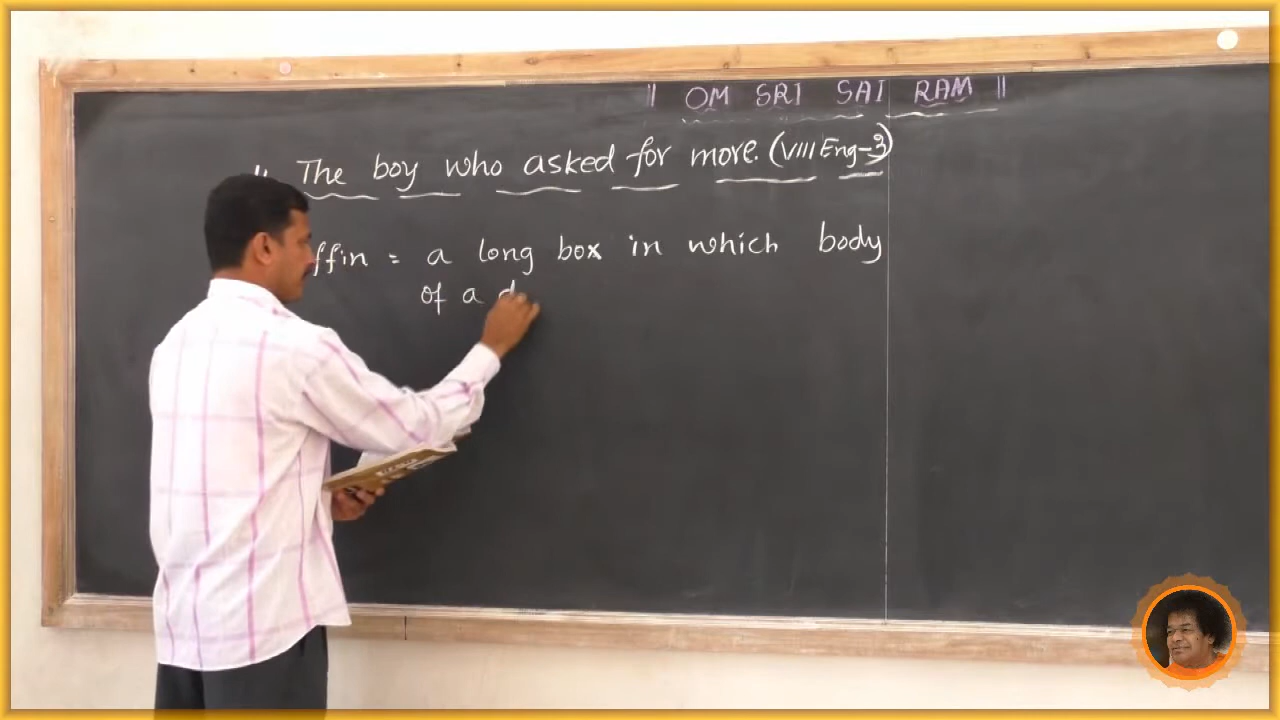 || OM SRI SAI RAM ||
" The boy who asked for more. (VIII Eng-3)
ffin = a long box in which body
of a d